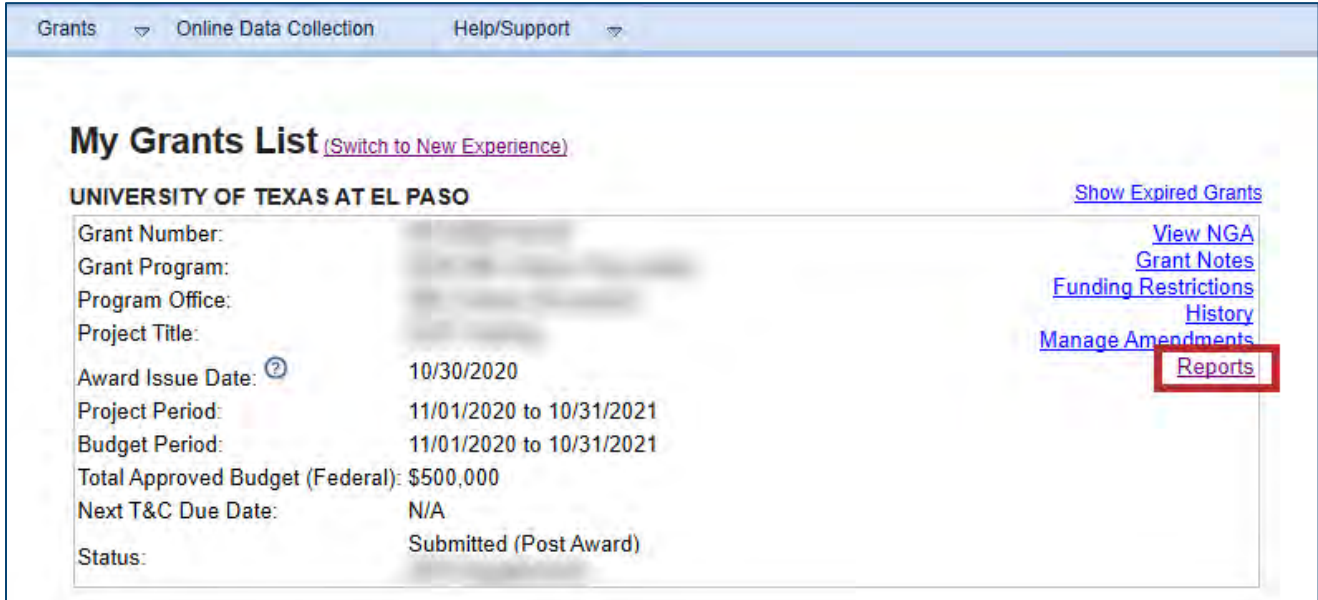 Grants Online Data Collection Help/Support
My Grants List (Switch to New Experience)
UNIVERSITY OF TEXAS AT EL PASO Show Expired Grants
Grant Number: View NGA
Grant Program: Grant Notes
Program Office: Funding Restrictions
History
Project Title: Manage Amendments
Award Issue Date: ? 10/30/2020 Reports
Project Period: 11/01/2020 to 10/31/2021
Budget Period: 11/01/2020 to 10/31/2021
Total Approved Budget (Federal): $500,000
Next T&C Due Date: N/A
Status: Submitted (Post Award)